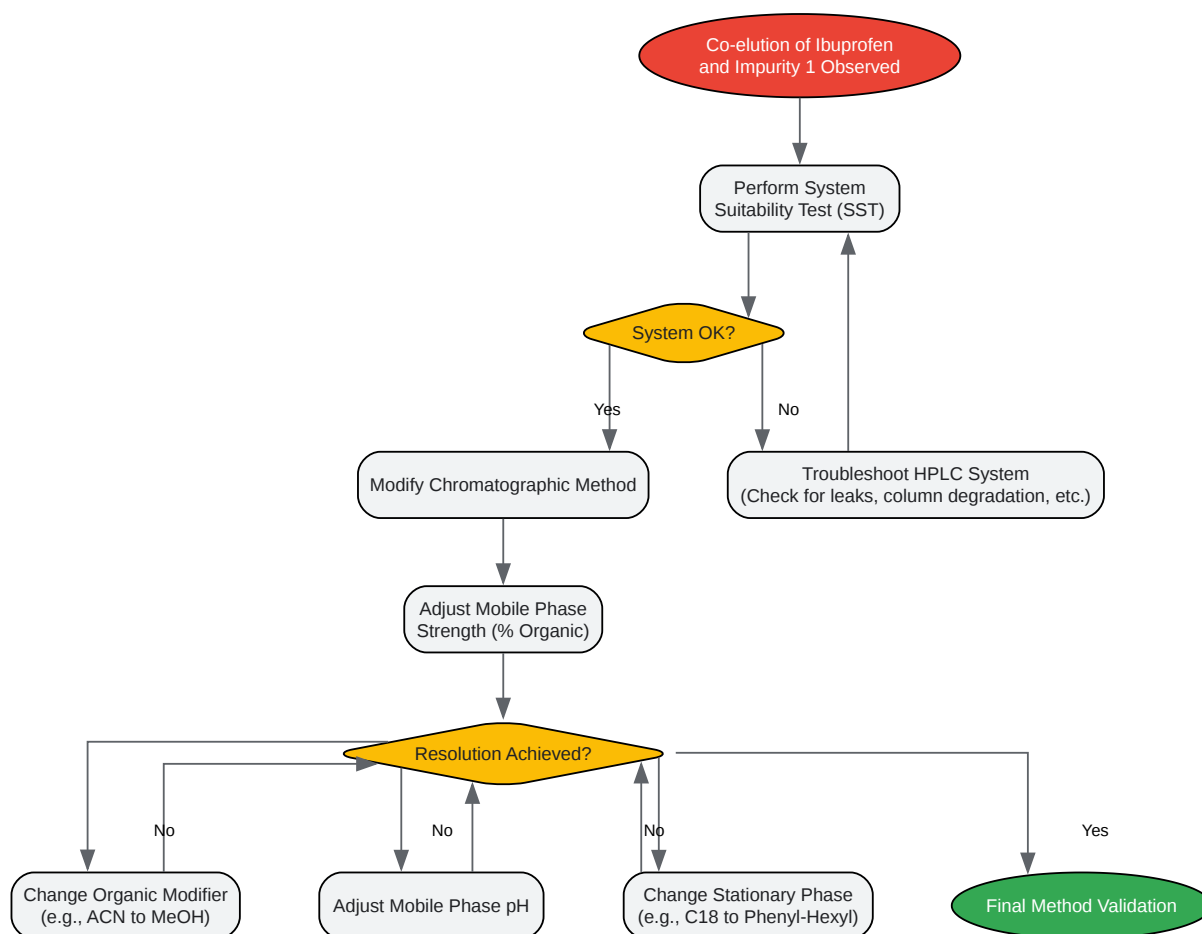 Co-elution of Ibuprofen
and Impurity 1 Observed
Perform System
Suitability Test (SST)
System OK?
Yes
No
Modify Chromatographic Method
Troubleshoot HPLC System
(Check for leaks, column degradation, etc.)
Adjust Mobile Phase
Strength (% Organic)
Resolution Achieved?
No
No
No
Yes
Change Organic Modifier
(e.g., ACN to MeOH)
Adjust Mobile Phase pH
Change Stationary Phase
(e.g., C18 to Phenyl-Hexyl)
Final Method Validation